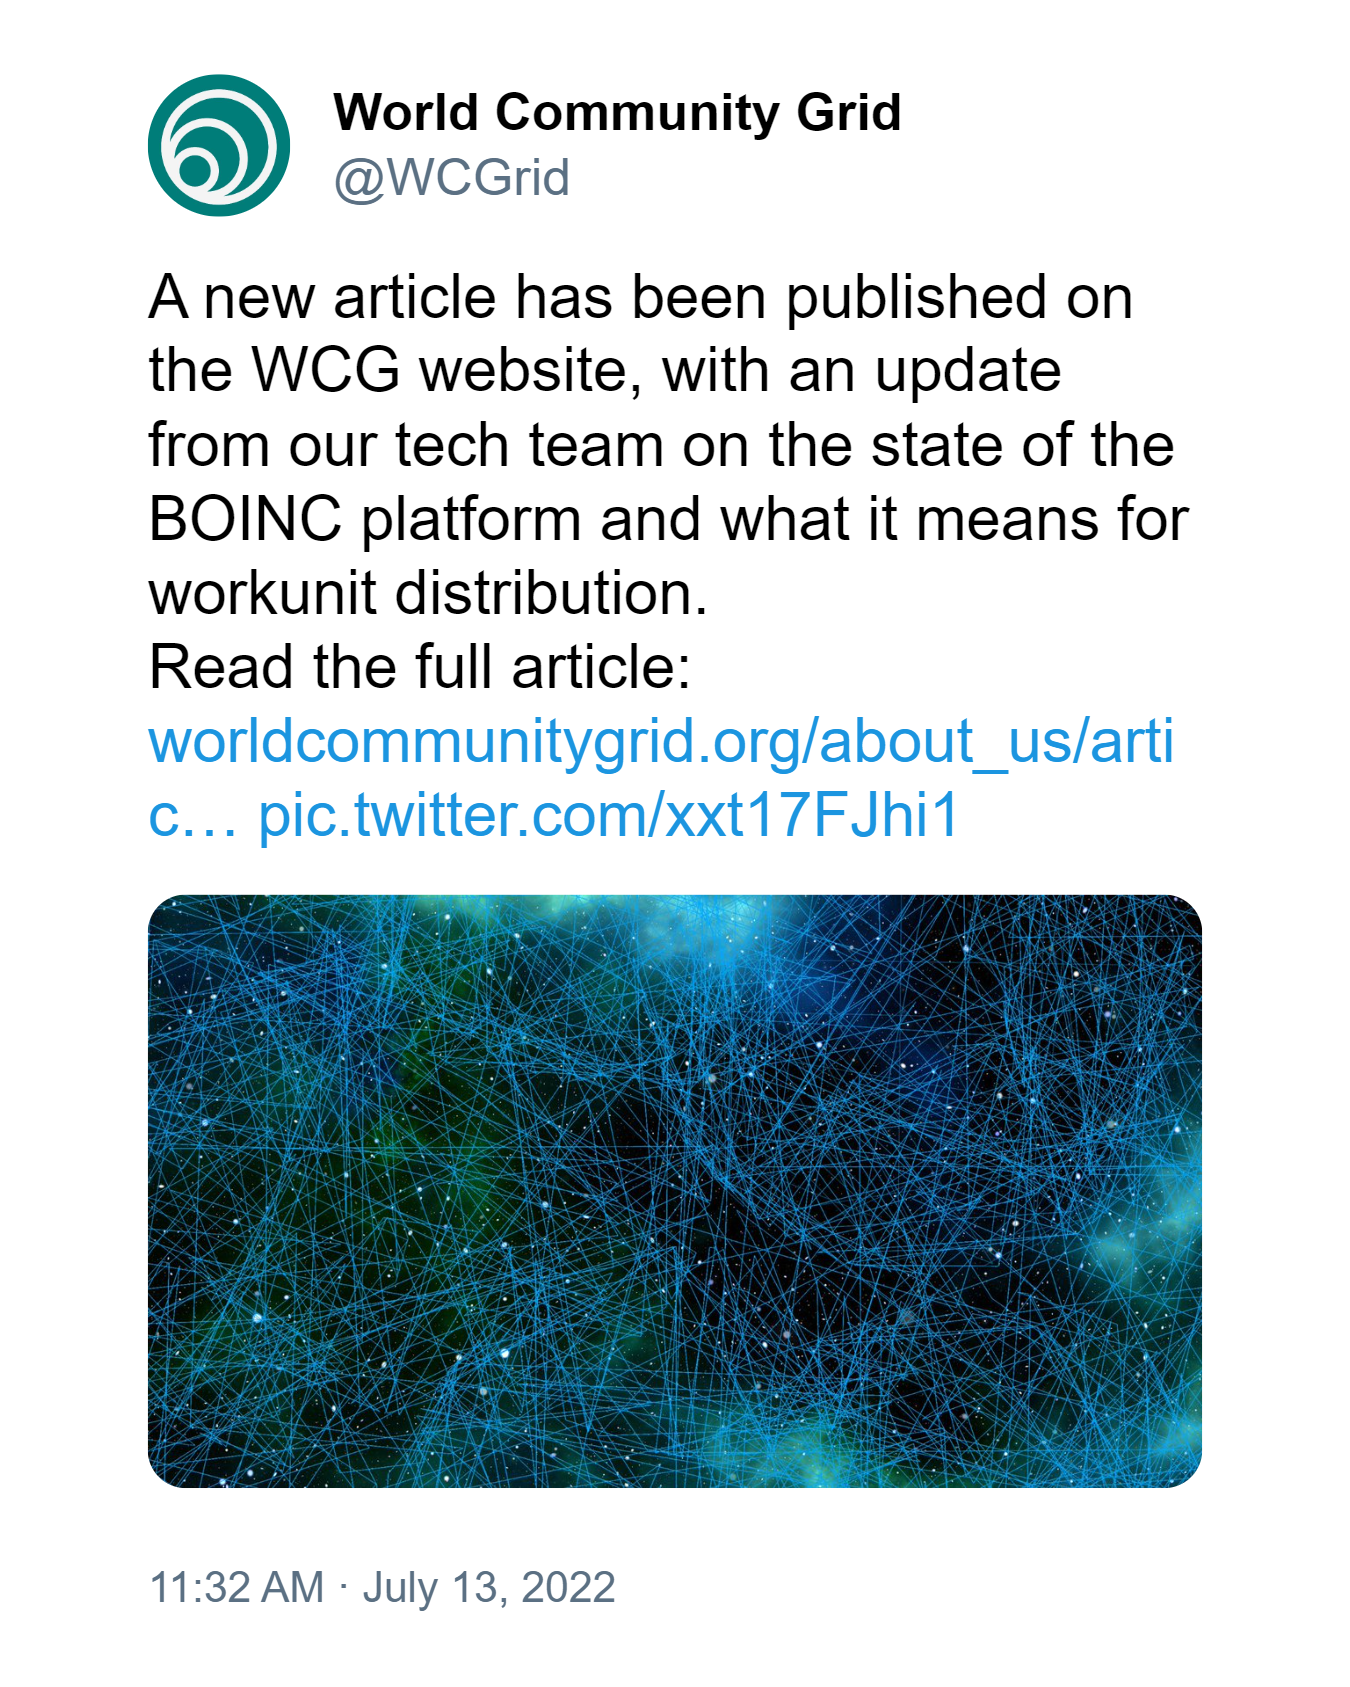 World Community Grid
@WCGrid
A new article has been published on
the WCG website, with an update
from our tech team on the state of the
BOINC platform and what it means for
workunit distribution.
Read the full article:
worldcommunitygrid.org/about_us/arti
c… pic.twitter.com/xxt17FJhi1
11:32 AM · July 13, 2022